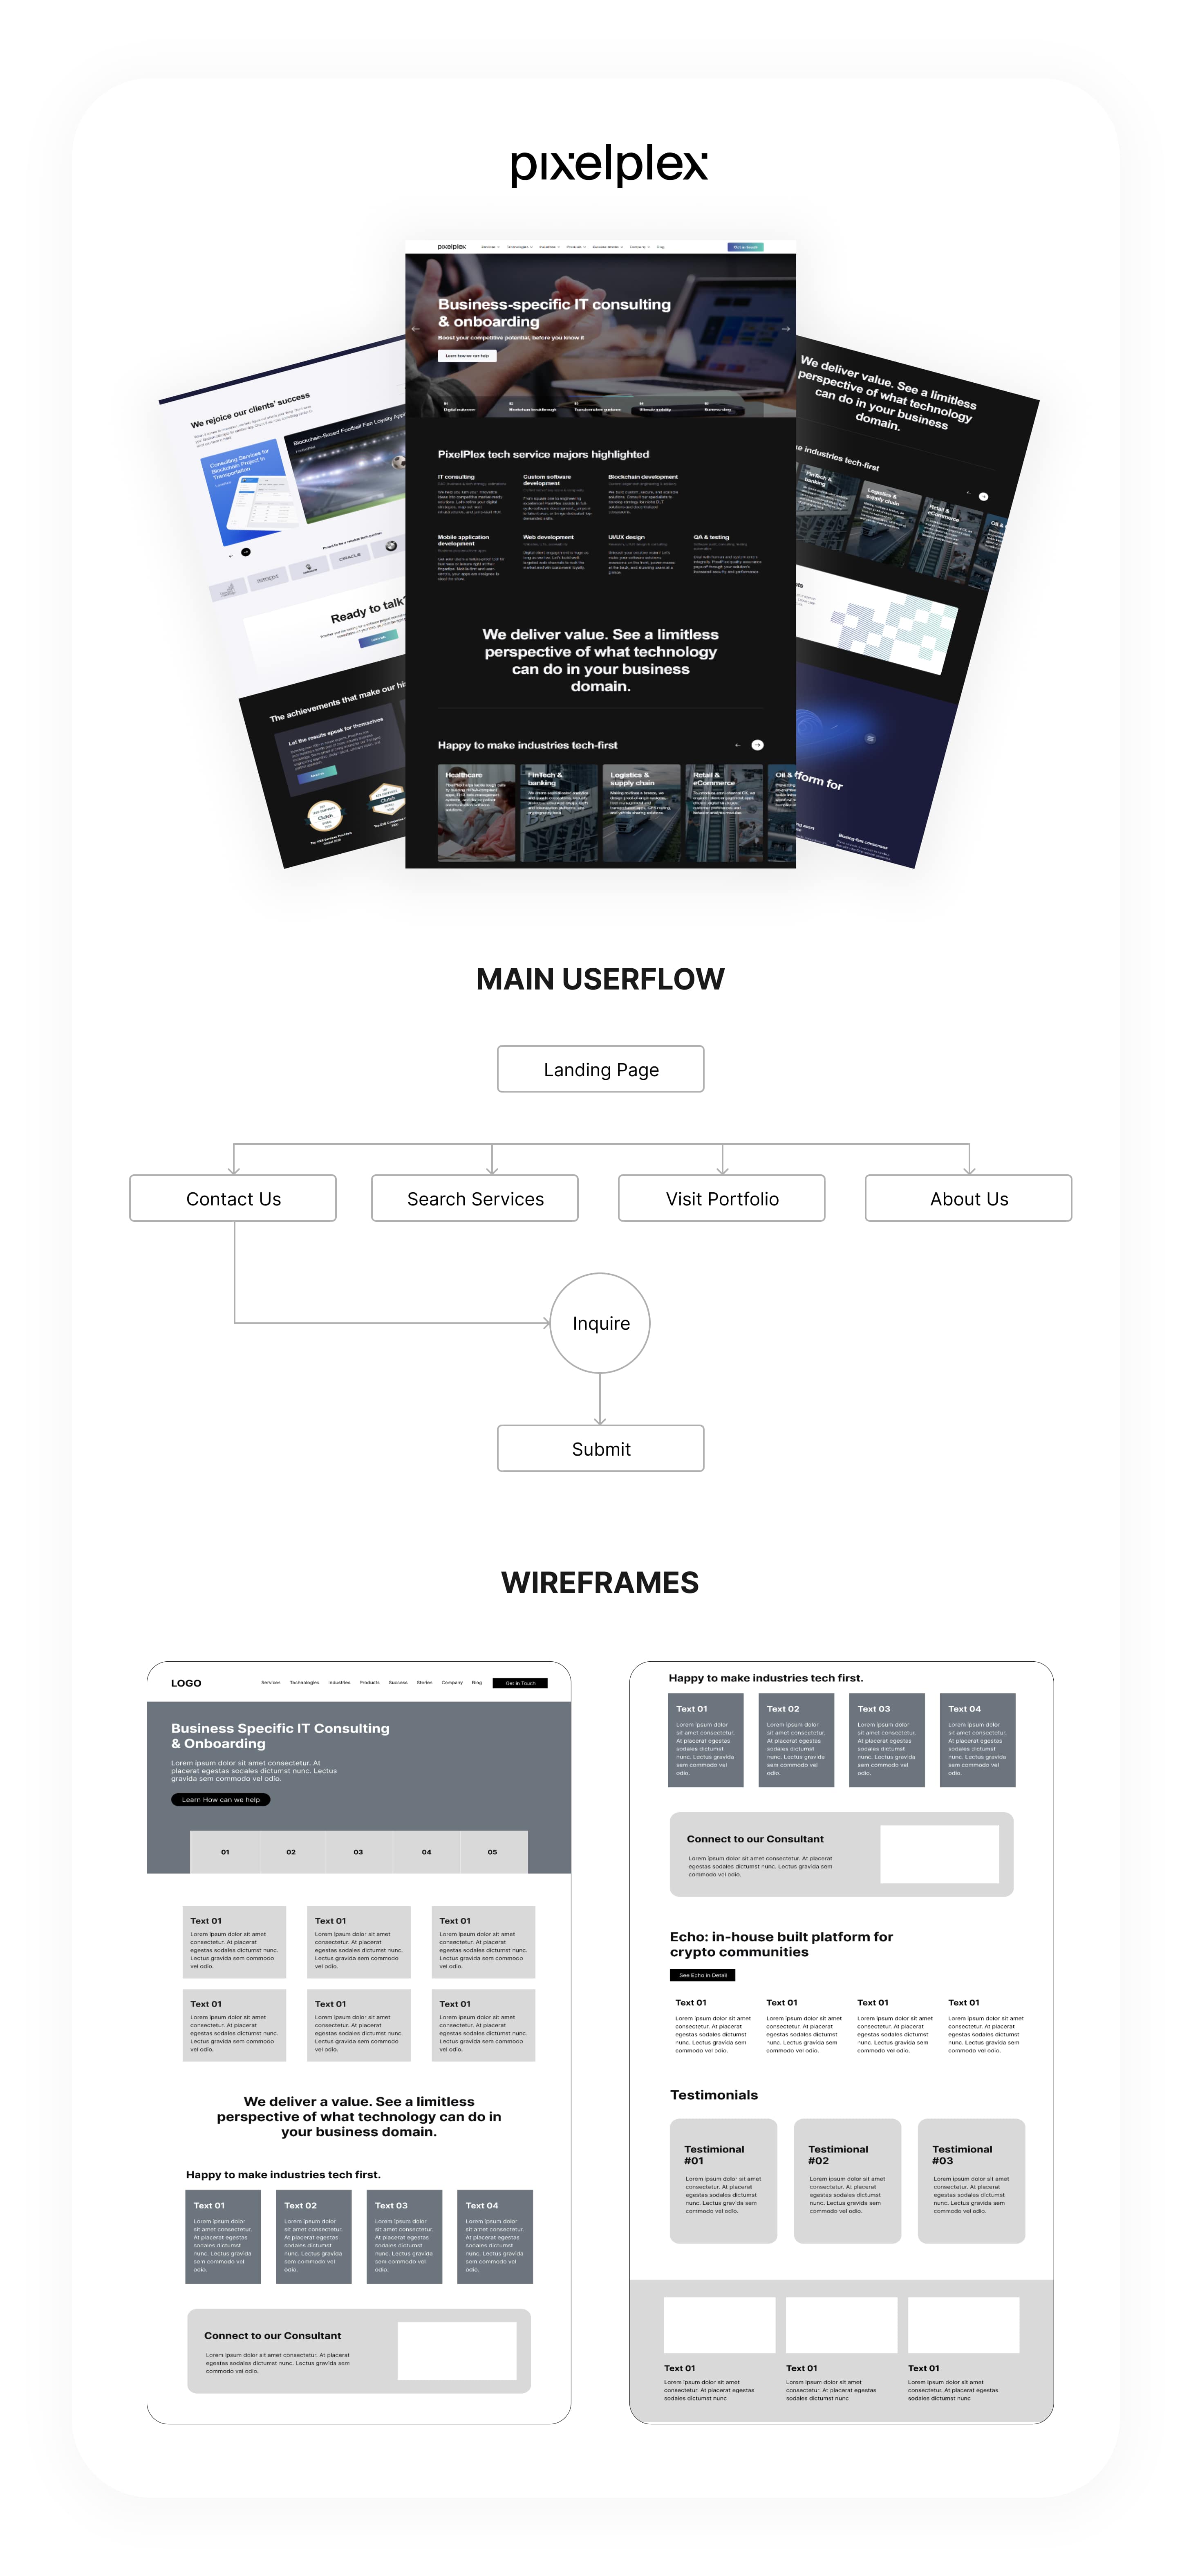 pixelplex
pixelplex
Business-specific IT consulting
& onboarding
Boost your competitive potential, before you know it
Learn how we can help
PixelPlex tech service majors highlighted
IT consulting
Custom software
development
Blockchain development
Mobile application
development
Web development
UI/UX design
QA & testing
We deliver value. See a limitless
perspective of what technology
can do in your business
domain.
Happy to make industries tech-first
Healthcare
FinTech &
banking
Logistics &
supply chain
Retail &
eCommerce
Oil &
We rejoice our clients' success
Consulting Services for
Blockchain Project in
Transportation
Blockchain-Based Football Fan Loyalty
Proud to be a reliable tech partner
ORACLE
Ready to talk?
The achievements that make our
Let the results speak for themselves
Clutch
Clutch
We deliver value. See a limitless
perspective of what technology
can do in your business
domain.
industries tech-first
FinTech &
banking
Logistics &
supply chain
Retail &
eCommerce
Oil &
form for
Blazing-fast consensus
MAIN USERFLOW
Landing Page
Contact Us
Search Services
Visit Portfolio
About Us
Inquire
Submit
WIREFRAMES
LOGO
Services Technologies Industries Products Success Stories Company Blog
Get in Touch
Business Specific IT Consulting
& Onboarding
Lorem ipsum dolor sit amet consectetur. At
placerat egestas sodales dictumst nunc. Lectus
gravida sem commodo vel odio.
Learn How can we help
01 02 03 04 05
Text 01
Lorem ipsum dolor sit amet
consectetur. At placerat
egestas sodales dictumst nunc.
Lectus gravida sem commodo
vel odio.
Text 01
Lorem ipsum dolor sit amet
consectetur. At placerat
egestas sodales dictumst nunc.
Lectus gravida sem commodo
vel odio.
Text 01
Lorem ipsum dolor sit amet
consectetur. At placerat
egestas sodales dictumst nunc.
Lectus gravida sem commodo
vel odio.
Text 01
Lorem ipsum dolor sit amet
consectetur. At placerat
egestas sodales dictumst nunc.
Lectus gravida sem commodo
vel odio.
Text 01
Lorem ipsum dolor sit amet
consectetur. At placerat
egestas sodales dictumst nunc.
Lectus gravida sem commodo
vel odio.
Text 01
Lorem ipsum dolor sit amet
consectetur. At placerat
egestas sodales dictumst nunc.
Lectus gravida sem commodo
vel odio.
We deliver a value. See a limitless
perspective of what technology can do in
your business domain.
Happy to make industries tech first.
Text 01
Lorem ipsum dolor
sit amet consectetur.
At placerat egestas
sodales dictumst
nunc. Lectus gravida
sem commodo vel
odio.
Text 02
Lorem ipsum dolor
sit amet consectetur.
At placerat egestas
sodales dictumst
nunc. Lectus gravida
sem commodo vel
odio.
Text 03
Lorem ipsum dolor
sit amet consectetur.
At placerat egestas
sodales dictumst
nunc. Lectus gravida
sem commodo vel
odio.
Text 04
Lorem ipsum dolor
sit amet consectetur.
At placerat egestas
sodales dictumst
nunc. Lectus gravida
sem commodo vel
odio.
Connect to our Consultant
Lorem ipsum dolor sit amet consectetur. At placerat
egestas sodales dictumst nunc. Lectus gravida sem
commodo vel odio.
Happy to make industries tech first.
Text 01
Lorem ipsum dolor
sit amet consectetur.
At placerat egestas
sodales dictumst
nunc. Lectus gravida
sem commodo vel
odio.
Text 02
Lorem ipsum dolor
sit amet consectetur.
At placerat egestas
sodales dictumst
nunc. Lectus gravida
sem commodo vel
odio.
Text 03
Lorem ipsum dolor
sit amet consectetur.
At placerat egestas
sodales dictumst
nunc. Lectus gravida
sem commodo vel
odio.
Text 04
Lorem ipsum dolor
sit amet consectetur.
At placerat egestas
sodales dictumst
nunc. Lectus gravida
sem commodo vel
odio.
Connect to our Consultant
Lorem ipsum dolor sit amet consectetur. At placerat
egestas sodales dictumst nunc. Lectus gravida sem
commodo vel odio.
Echo: in-house built platform for
crypto communities
See Echo in Detail
Text 01
Lorem ipsum dolor sit amet
consectetur. At placerat
egestas sodales dictumst
nunc. Lectus gravida sem
commodo vel odio.
Text 01
Lorem ipsum dolor sit amet
consectetur. At placerat
egestas sodales dictumst
nunc. Lectus gravida sem
commodo vel odio.
Text 01
Lorem ipsum dolor sit amet
consectetur. At placerat
egestas sodales dictumst
nunc. Lectus gravida sem
commodo vel odio.
Text 01
Lorem ipsum dolor sit amet
consectetur. At placerat
egestas sodales dictumst
nunc. Lectus gravida sem
commodo vel odio.
Testimonials
Testimional
#01
Lorem ipsum dolor sit amet
consectetur. At placerat
egestas sodales dictumst
nunc. Lectus gravida sem
commodo vel odio.
Testimional
#02
Lorem ipsum dolor sit amet
consectetur. At placerat
egestas sodales dictumst
nunc. Lectus gravida sem
commodo vel odio.
Testimional
#03
Lorem ipsum dolor sit amet
consectetur. At placerat
egestas sodales dictumst
nunc. Lectus gravida sem
commodo vel odio.
Text 01
Lorem ipsum dolor sit amet
consectetur. At placerat egestas
sodales dictumst nunc
Text 01
Lorem ipsum dolor sit amet
consectetur. At placerat egestas
sodales dictumst nunc
Text 01
Lorem ipsum dolor sit amet
consectetur. At placerat egestas
sodales dictumst nunc